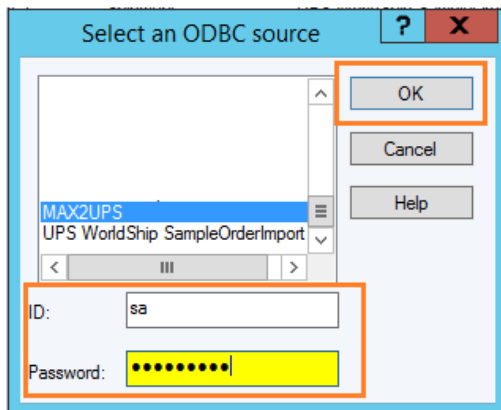 Select an ODBC source
?
X
OK
Cancel
Help
MAX2UPS
UPS WorldShip SampleOrderImport
ID:
sa
Password:
●●●●●●●●●